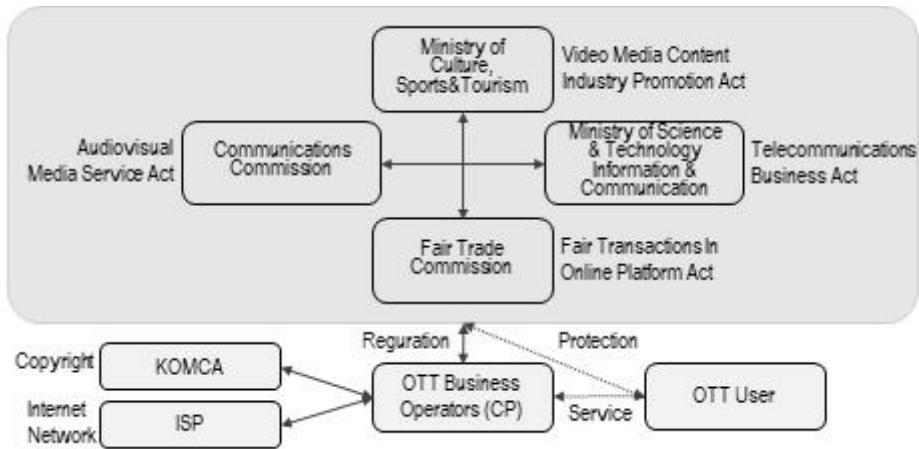 Ministry of
Culture,
Sports&Tourism
Video Media Content
Industry Promotion Act
Audiovisual
Media Service Act
Communications
Commission
Ministry of Science
& Technology
Information &
Communication
Telecommunications
Business Act
Fair Trade
Commission
Fair Transactions In
Online Platform Act
Reguration
Protection
Copyright
KOMCA
OTT Business
Operators (CP)
Service
OTT User
Internet
Network
ISP